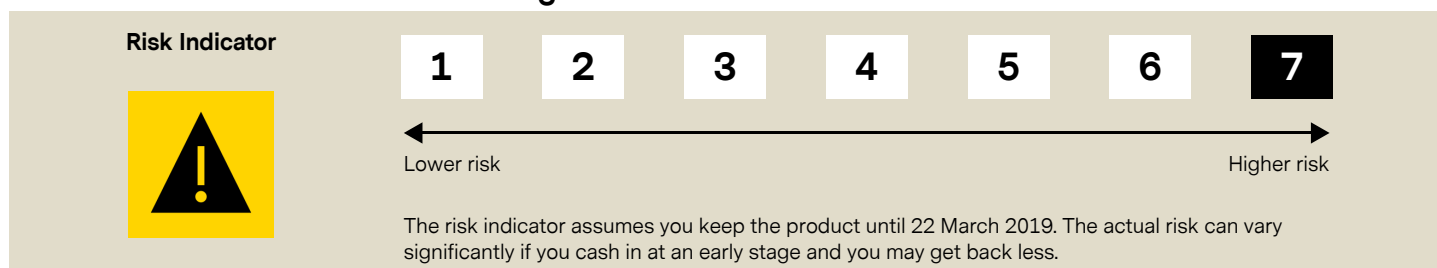 Risk Indicator
1 2 3 4 5 6 7
Lower risk Higher risk
The risk indicator assumes you keep the product until 22 March 2019. The actual risk can vary
significantly if you cash in at an early stage and you may get back less.